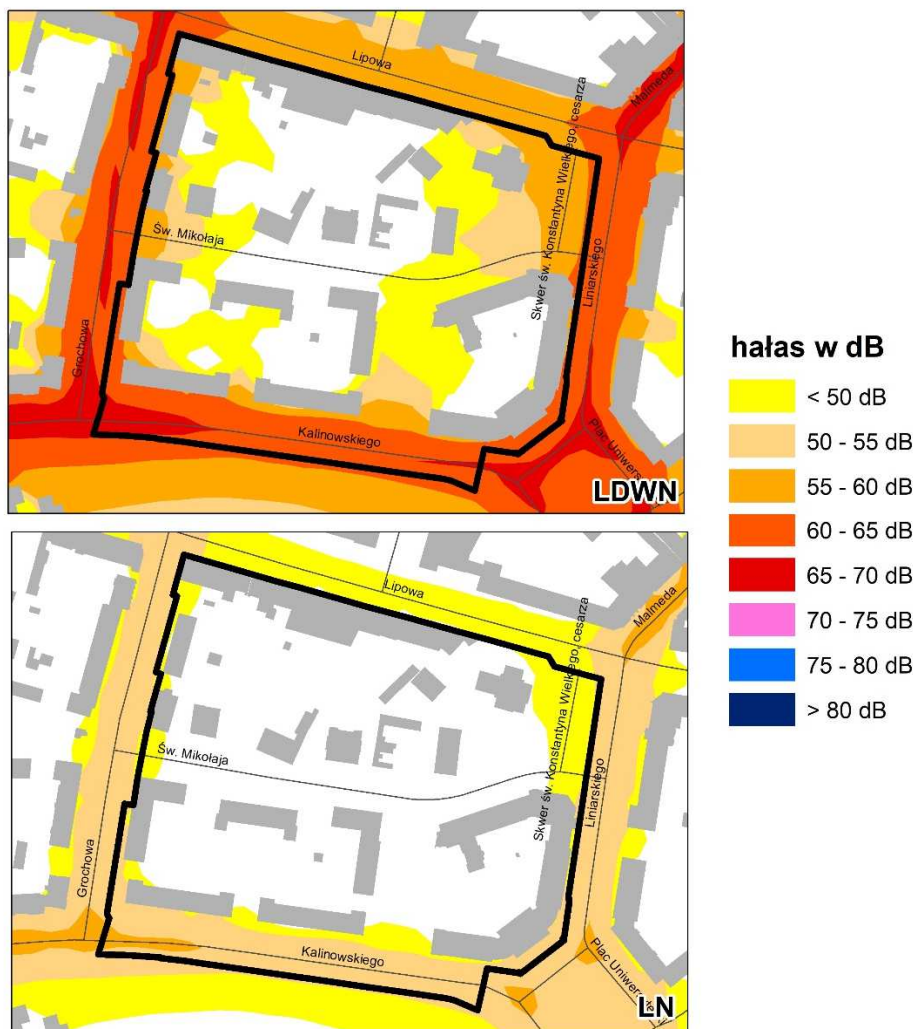 Lipowa
Malmeda
Skwer św. Konstantyna Wielkiego, cesarza
Św. Mikołaja
Liniarskiego
Grochowa
Kalinowskiego
Plac Uniwers
LDWN
hałas w dB
< 50 dB
50 - 55 dB
55 - 60 dB
60 - 65 dB
65 - 70 dB
70 - 75 dB
75 - 80 dB
> 80 dB
Lipowa
Malmeda
Skwer św. Konstantyna Wielkiego, cesarza
Św. Mikołaja
Liniarskiego
Grochowa
Kalinowskiego
Plac Uniwersytecki
LN